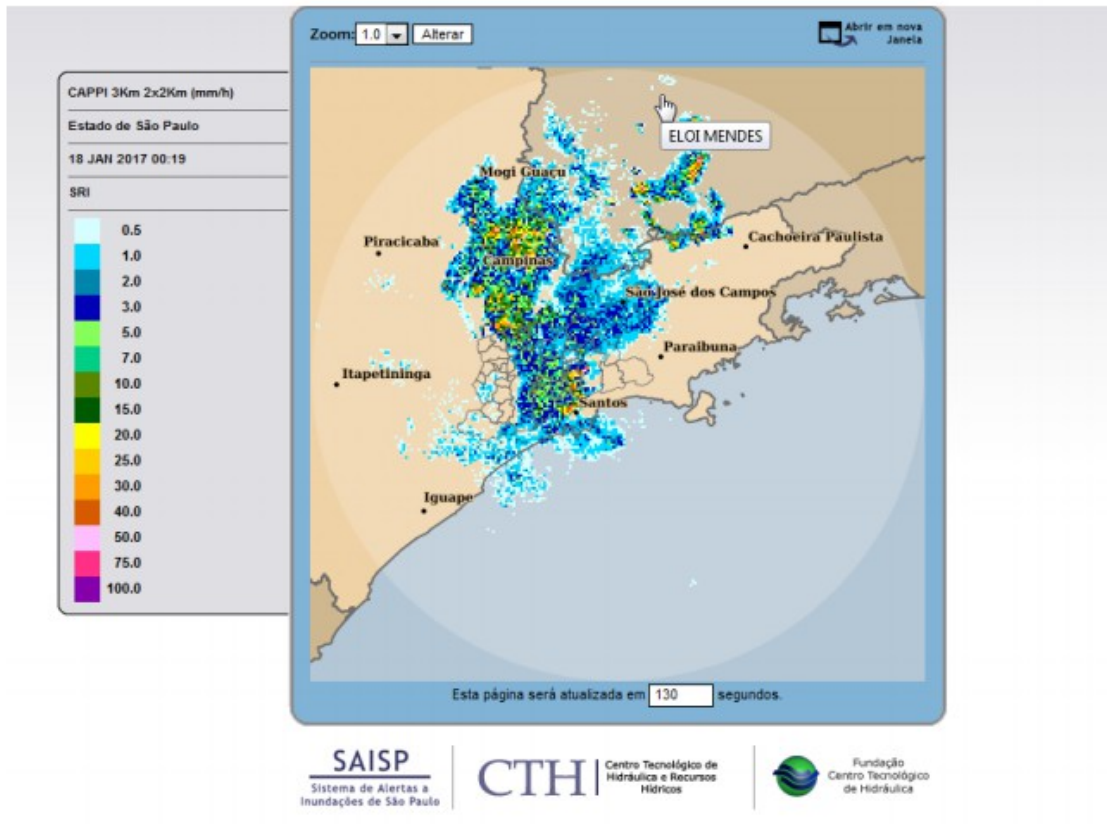 Zoom: 1.0 Alterar
Abrir em nova
Janela
CAPPI 3Km 2x2Km (mm/h)
Estado de São Paulo
18 JAN 2017 00:19
SRI
0.5
1.0
2.0
3.0
5.0
7.0
10.0
15.0
20.0
25.0
30.0
40.0
50.0
75.0
100.0
ELOI MENDES
Mogi Guaçu
Piracicaba
Cachoeira Paulista
Campinas
São José dos Campos
Paraibuna
Itapetininga
Santos
Iguape
Esta página será atualizada em 130 segundos.
SAISP
Sistema de Alertas a
Inundações de São Paulo
CTH
Centro Tecnológico de
Hidráulica e Recursos
Hídricos
Fundação
Centro Tecnológico
de Hidráulica